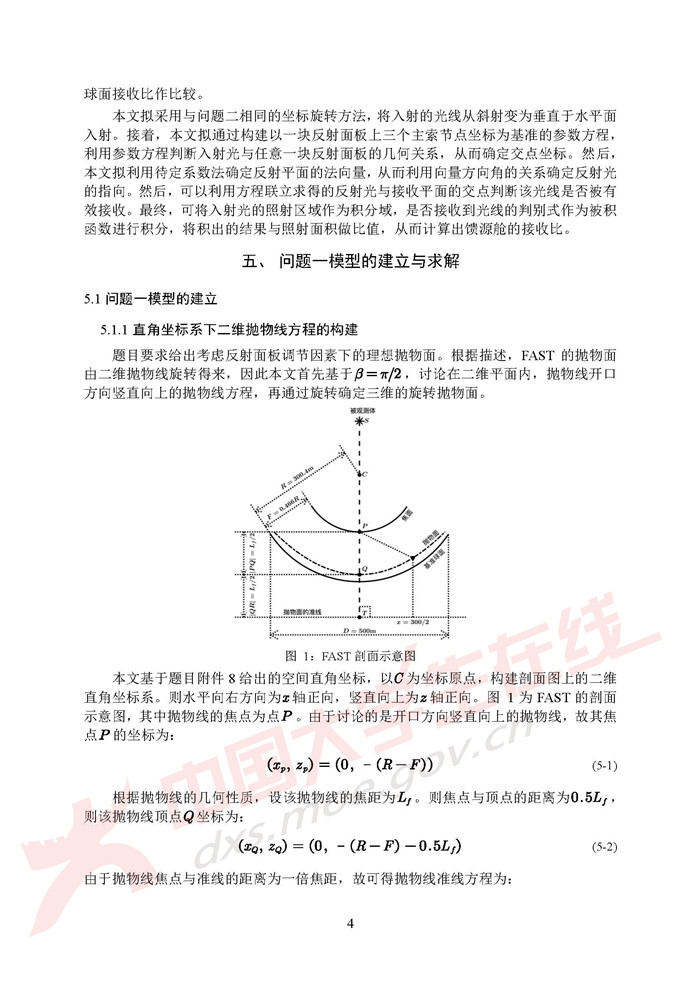 球面接收比作比较。
本文拟采用与问题二相同的坐标旋转方法，将入射的光线从斜射变为垂直于水平面
入射。接着，本文拟通过构建以一块反射面板上三个主索节点坐标为基准的参数方程，
利用参数方程判断入射光与任意一块反射面板的几何关系，从而确定交点坐标。然后，
本文拟利用待定系数法确定反射平面的法向量，从而利用向量方向角的关系确定反射光
的指向。然后，可以利用方程联立求得的反射光与接收平面的交点判断该光线是否被有
效接收。最终，可将入射光的照射区域作为积分域，是否接收到光线的判别式作为被积
函数进行积分，将积出的结果与照射面积做比值，从而计算出馈源舱的接收比。
五、 问题一模型的建立与求解
5.1 问题一模型的建立
5.1.1 直角坐标系下二维抛物线方程的构建
题目要求给出考虑反射面板调节因素下的理想抛物面。根据描述，FAST 的抛物面
由二维抛物线旋转得来，因此本文首先基于β=π/2，讨论在二维平面内，抛物线开口
方向竖直向上的抛物线方程，再通过旋转确定三维的旋转抛物面。
被观测体
S
C
R = 300.4m
F = 0.466R
P
焦面
抛物面
基准球面
Q
|PQ| = L_f/2
|QR| = L_f/2
抛物面的准线
T
x = 300/2
D = 500m
图 1：FAST 剖面示意图
本文基于题目附件 8 给出的空间直角坐标，以C为坐标原点，构建剖面图上的二维
直角坐标系。则水平向右方向为x轴正向，竖直向上为z轴正向。图 1 为 FAST 的剖面
示意图，其中抛物线的焦点为点P。由于讨论的是开口方向竖直向上的抛物线，故其焦
点P的坐标为：
(x_p, z_p) = (0, −(R−F)) (5-1)
根据抛物线的几何性质，设该抛物线的焦距为L_f。则焦点与顶点的距离为0.5L_f，
则该抛物线顶点Q坐标为：
(x_Q, z_Q) = (0, −(R−F)−0.5L_f) (5-2)
由于抛物线焦点与准线的距离为一倍焦距，故可得抛物线准线方程为：
4
中国大学生在线
dxs.moe.gov.cn